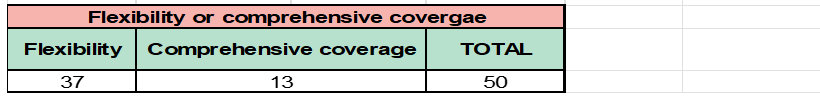 Flexibility or comprehensive covergae
Flexibility Comprehensive coverage TOTAL
37 13 50